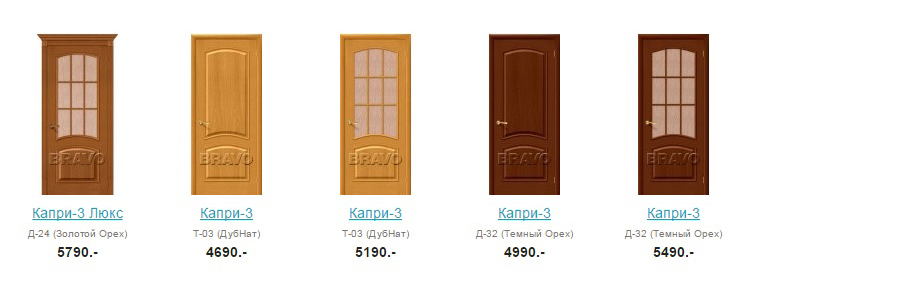 BRAVO BRAVO BRAVO BRAVO BRAVO
Капри-3 Люкс Капри-3 Капри-3 Капри-3 Капри-3
Д-24 (Золотой Орех) Т-03 (ДубНат) Т-03 (ДубНат) Д-32 (Темный Орех) Д-32 (Темный Орех)
5790.- 4690.- 5190.- 4990.- 5490.-